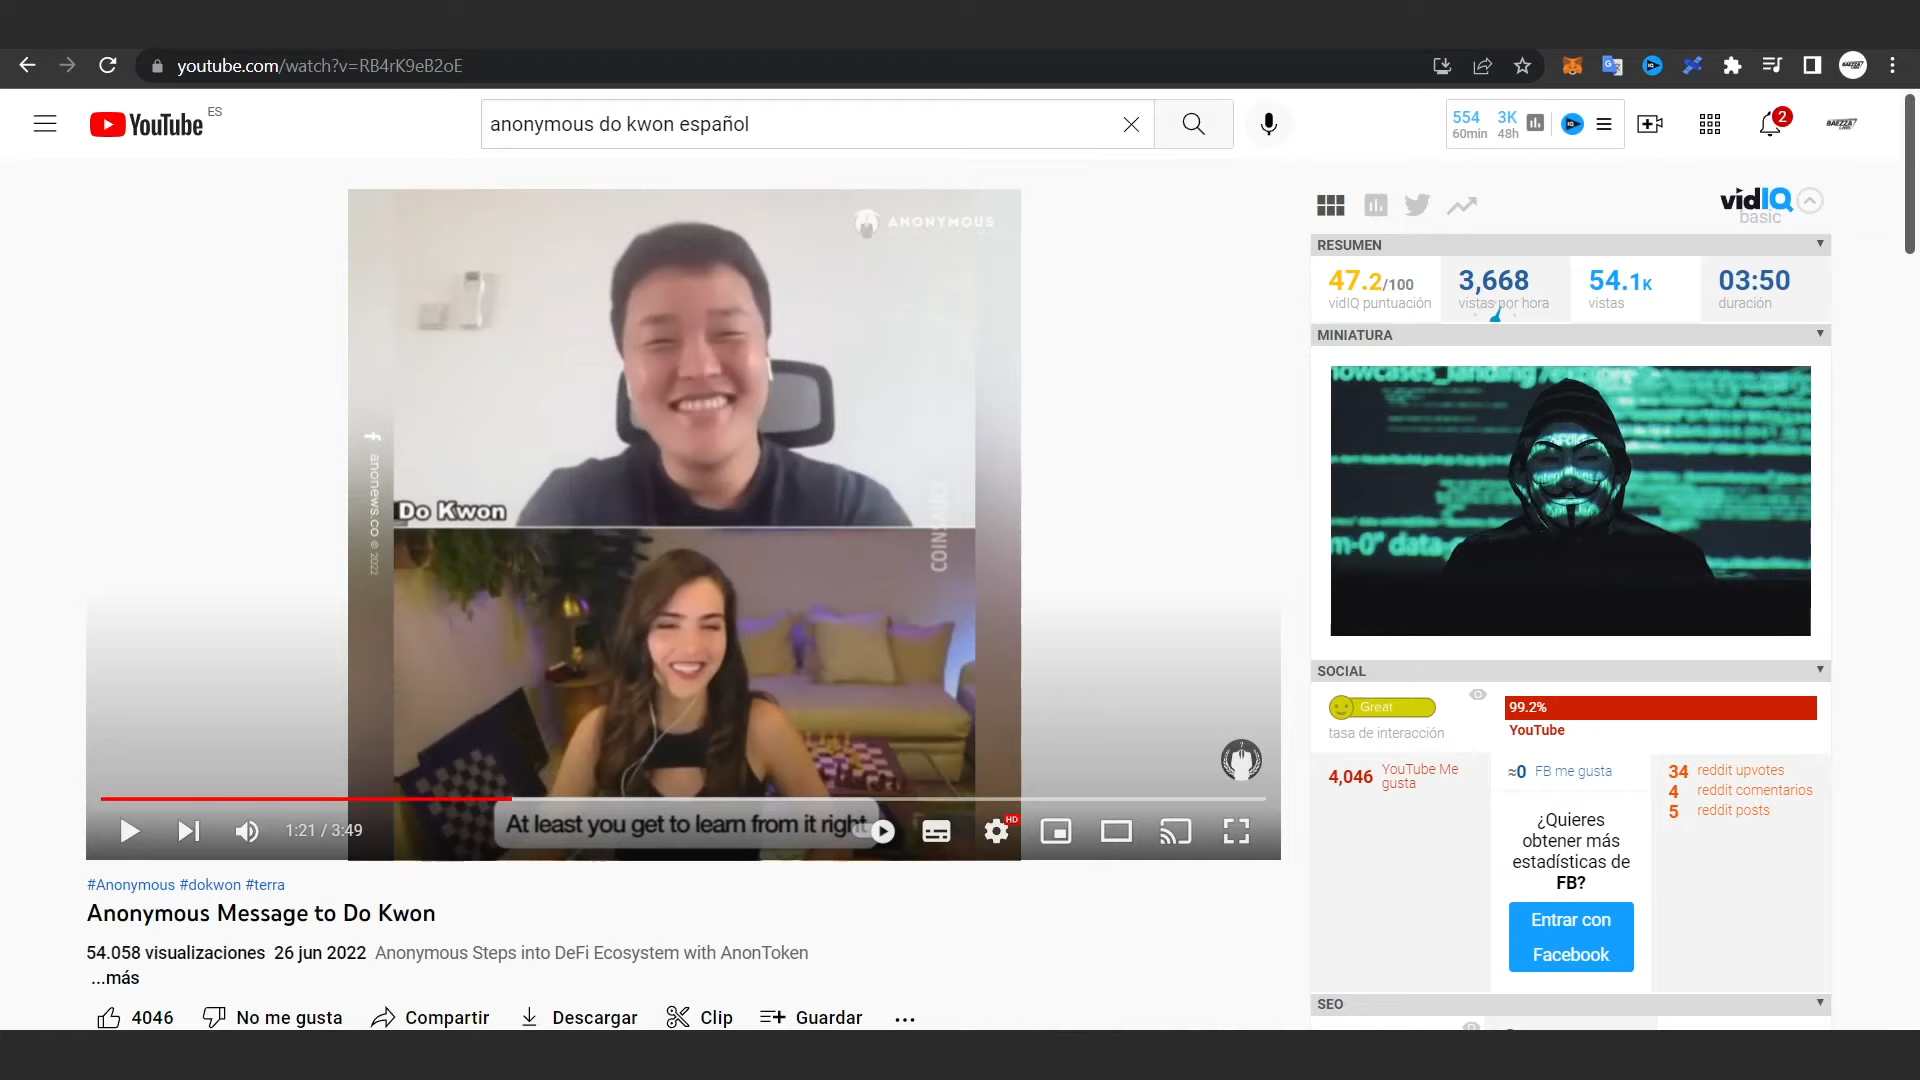 youtube.com/watch?v=RB4rK9eB2oE
YouTube ES
anonymous do kwon español
554 3K
60min 48h
2
BAEZZA
ANONYMOUS
f anonews.co © 2022
Do Kwon
COINSKID
At least you get to learn from it right
1:21 / 3:49
HD
#Anonymous #dokwon #terra
Anonymous Message to Do Kwon
54.058 visualizaciones 26 jun 2022 Anonymous Steps into DeFi Ecosystem with AnonToken
...más
4046 No me gusta Compartir Descargar Clip Guardar
vidIQ
basic
RESUMEN
47.2/100 3,668 54.1K 03:50
vidIQ puntuación vistas por hora vistas duración
MINIATURA
m-0" data-
SOCIAL
Great
tasa de interacción
99.2%
YouTube
4,046 YouTube Me
gusta
≈0 FB me gusta
34 reddit upvotes
4 reddit comentarios
5 reddit posts
¿Quieres
obtener más
estadísticas de
FB?
Entrar con
Facebook
SEO